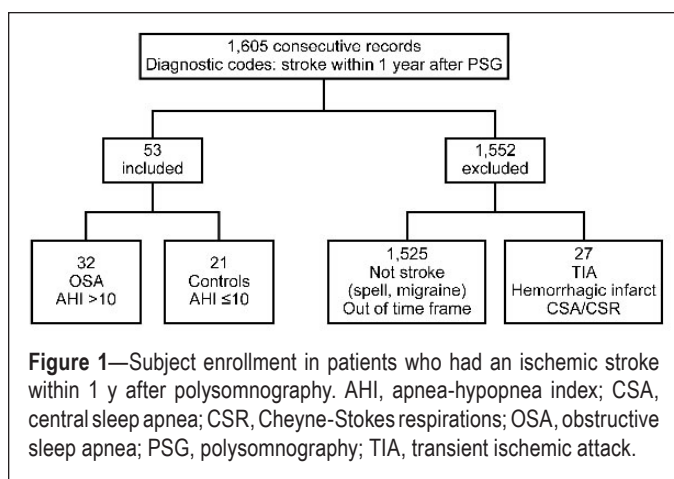 1,605 consecutive records
Diagnostic codes: stroke within 1 year after PSG
53
included
1,552
excluded
32
OSA
AHI >10
21
Controls
AHI ≤10
1,525
Not stroke
(spell, migraine)
Out of time frame
27
TIA
Hemorrhagic infarct
CSA/CSR
Figure 1—Subject enrollment in patients who had an ischemic stroke
within 1 y after polysomnography. AHI, apnea-hypopnea index; CSA,
central sleep apnea; CSR, Cheyne-Stokes respirations; OSA, obstructive
sleep apnea; PSG, polysomnography; TIA, transient ischemic attack.